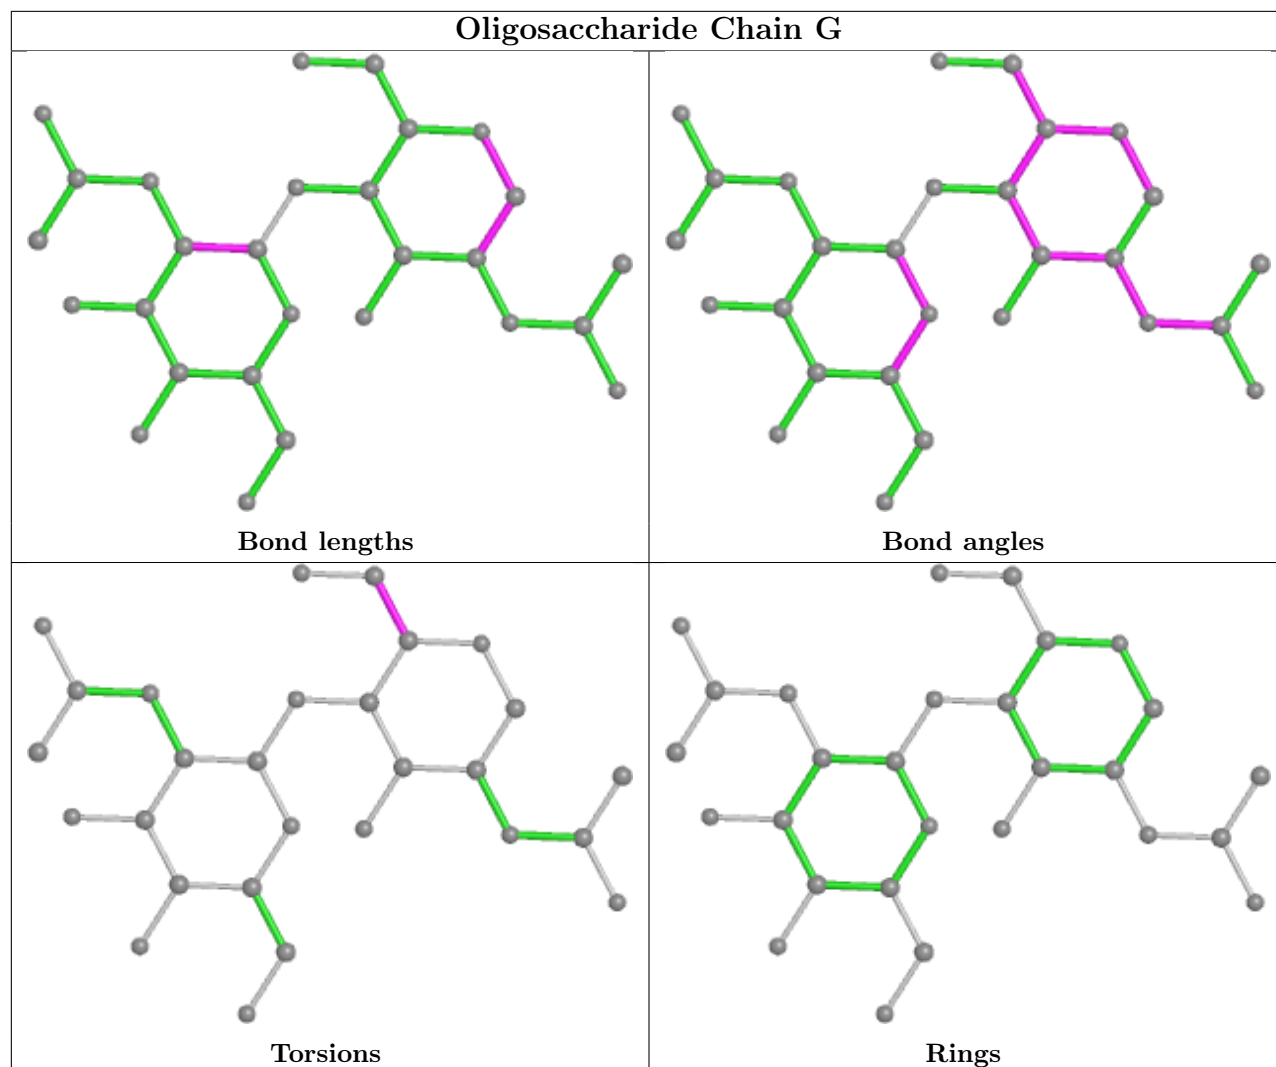 Oligosaccharide Chain G
Bond lengths
Bond angles
Torsions
Rings